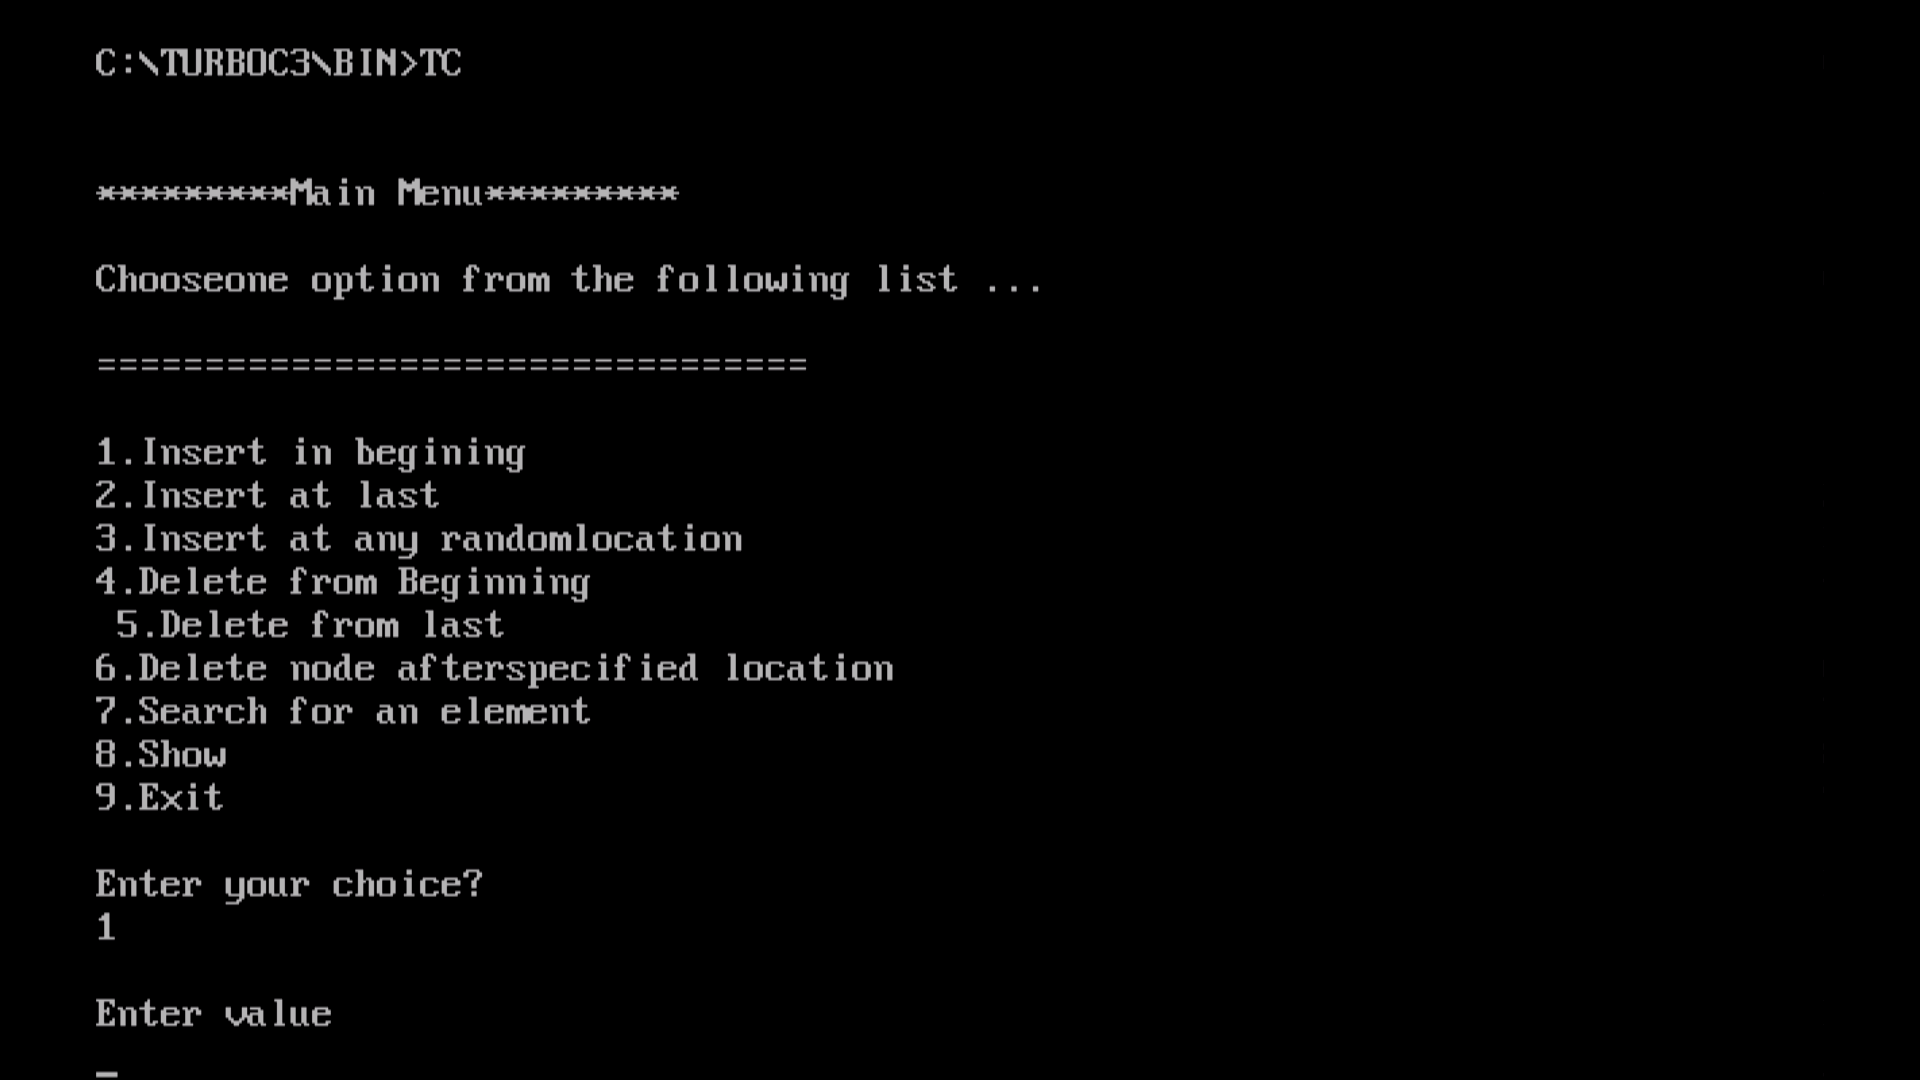 C:\TURBOC3\BIN>TC
*********Main Menu*********
Chooseone option from the following list ...
=================================
1.Insert in begining
2.Insert at last
3.Insert at any randomlocation
4.Delete from Beginning
5.Delete from last
6.Delete node afterspecified location
7.Search for an element
8.Show
9.Exit
Enter your choice?
1
Enter value
_